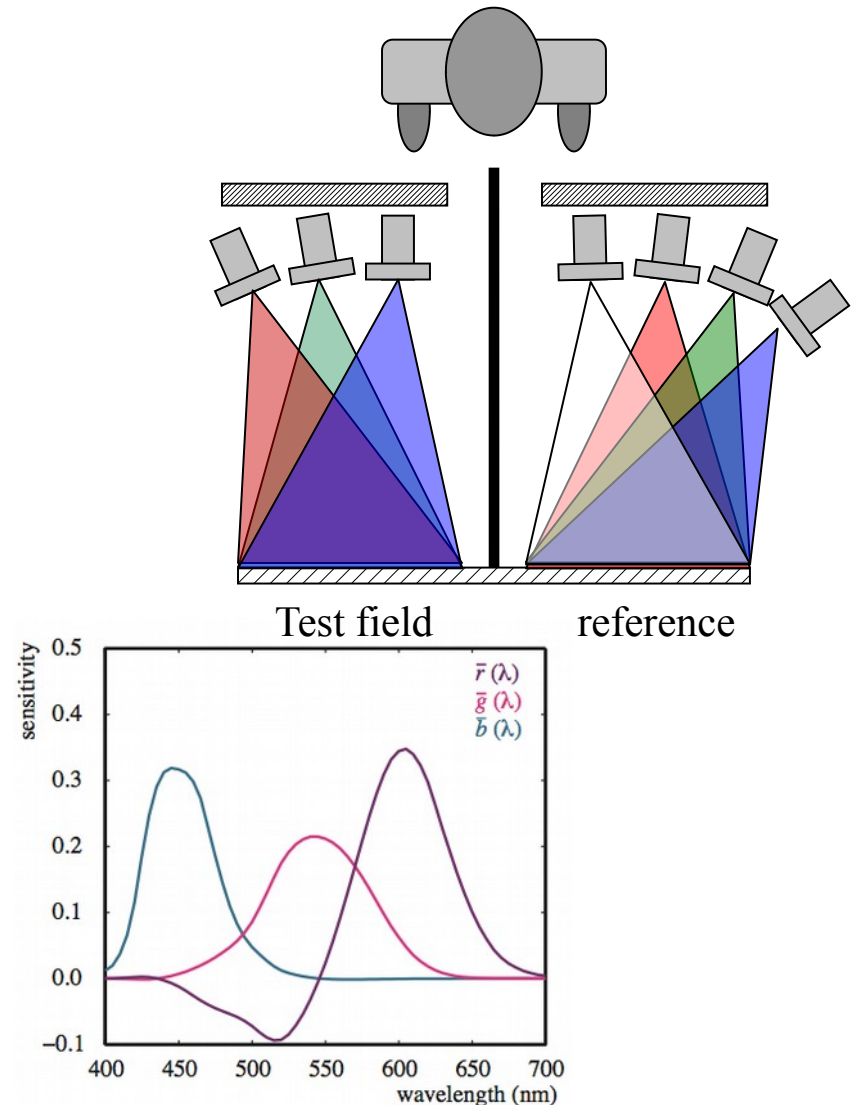 Test field reference
0.5
sensitivity
r̄ (λ)
ḡ (λ)
b̄ (λ)
0.4
0.3
0.2
0.1
0.0
–0.1
400 450 500 550 600 650 700
wavelength (nm)